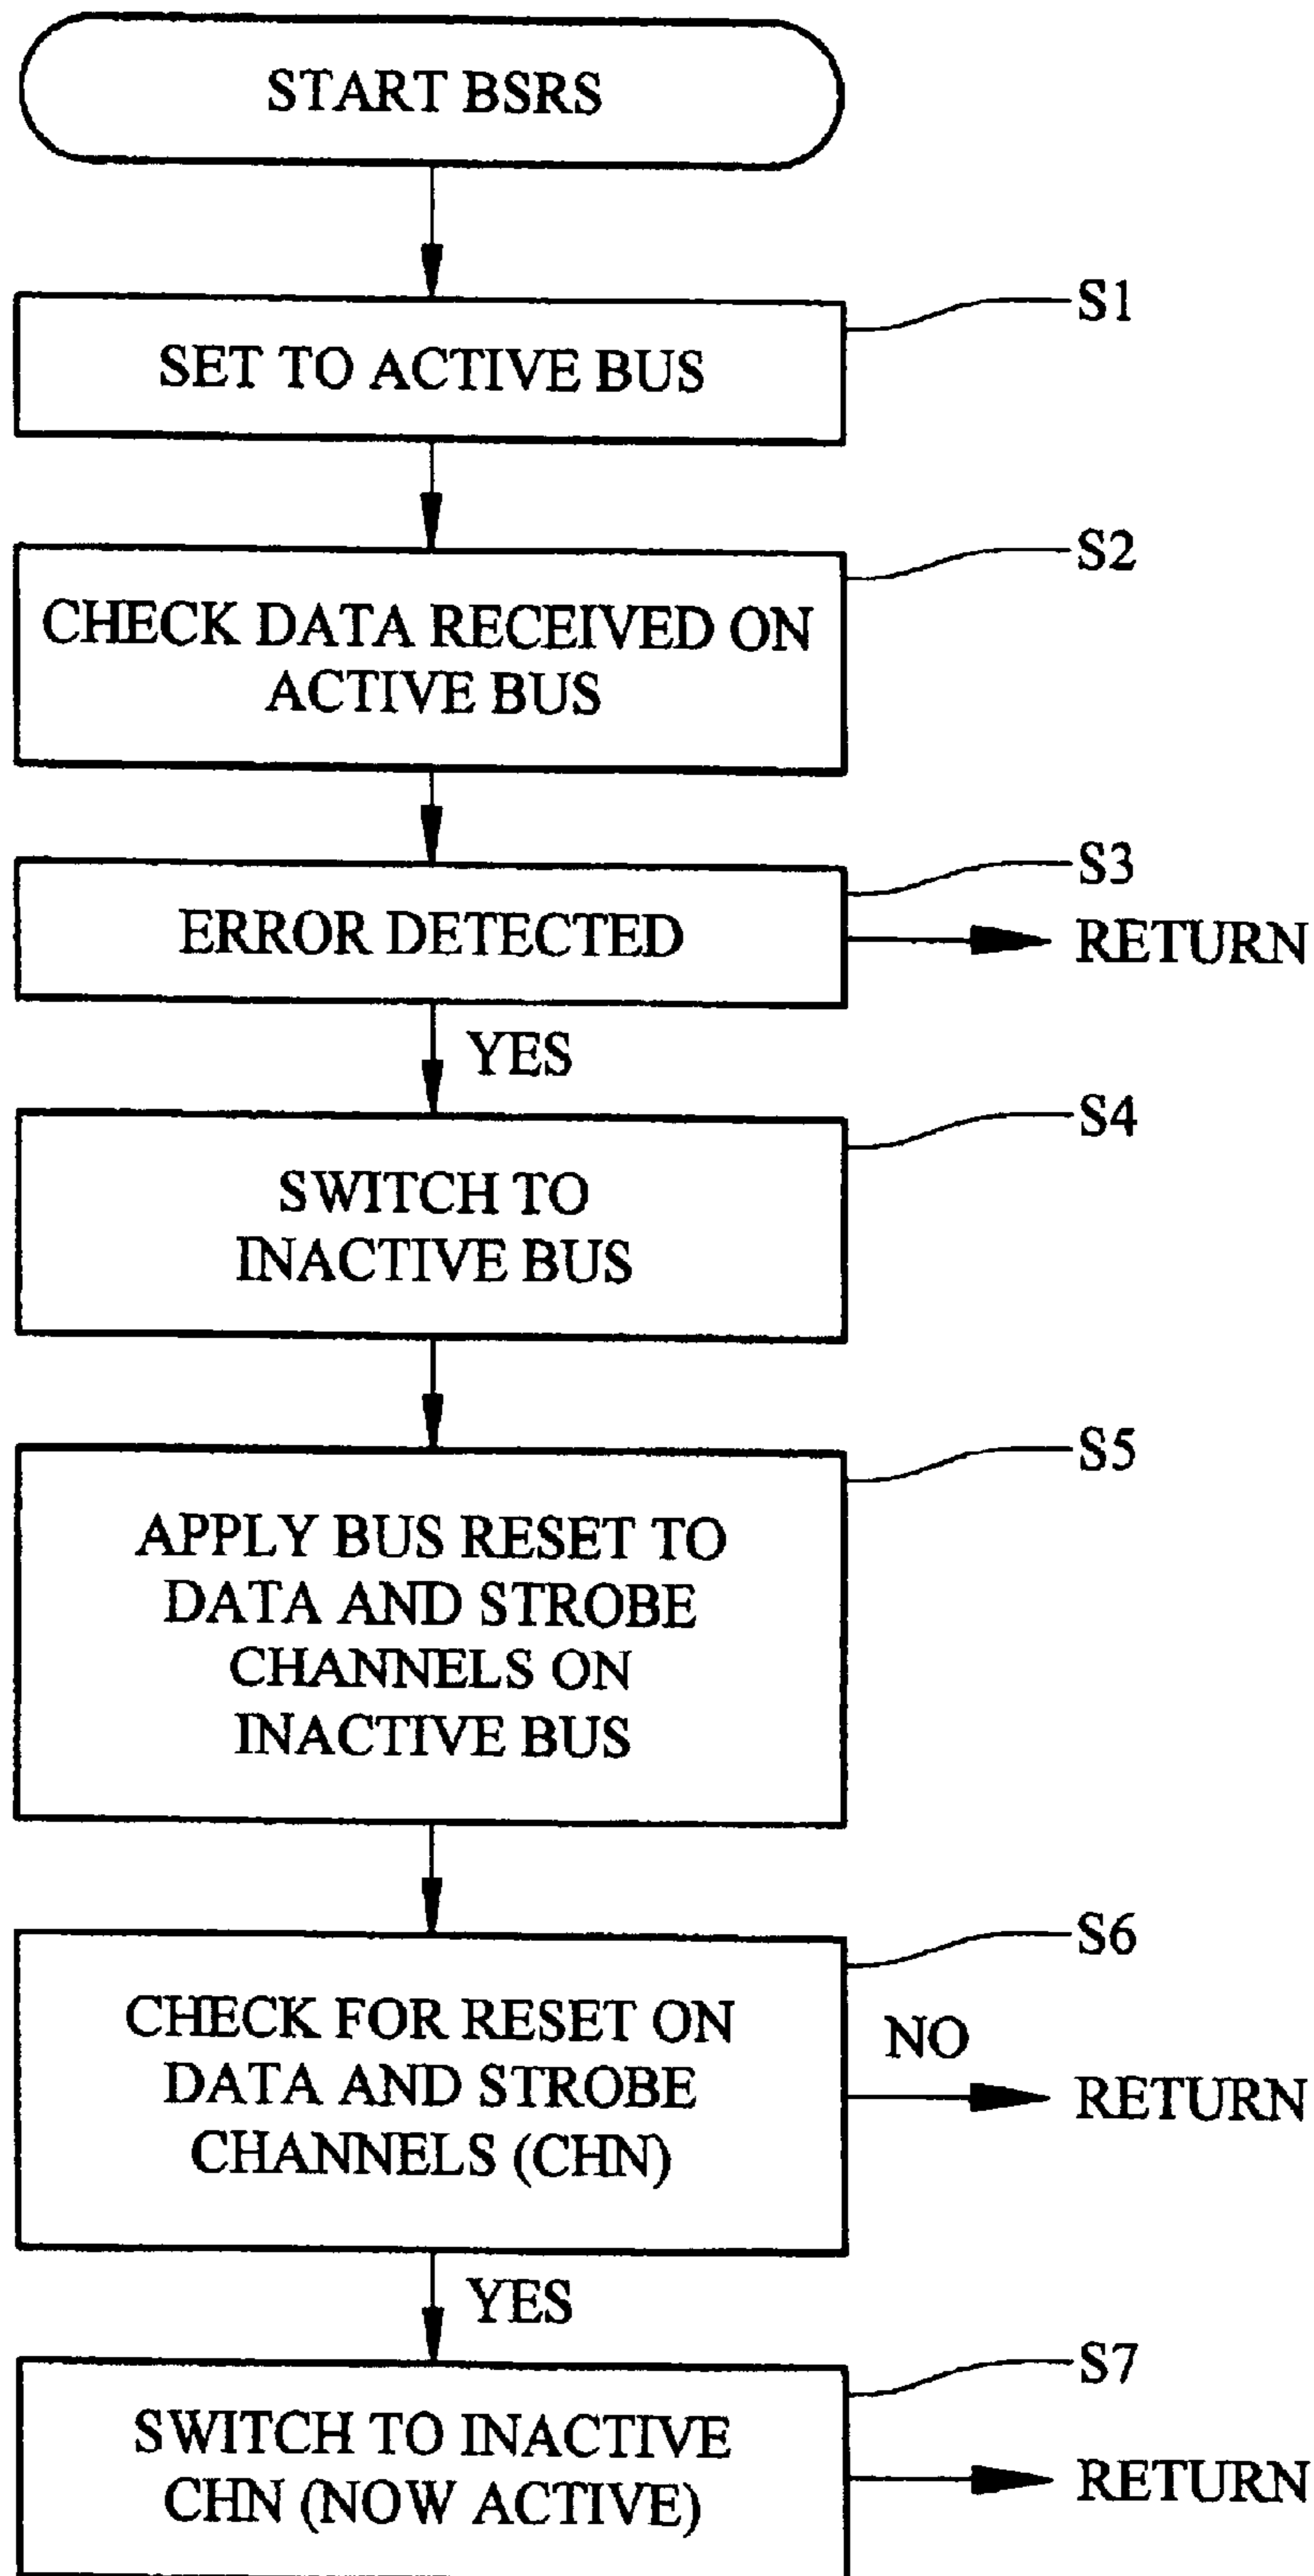 START BSRS
S1
SET TO ACTIVE BUS
S2
CHECK DATA RECEIVED ON
ACTIVE BUS
S3
ERROR DETECTED
RETURN
YES
S4
SWITCH TO
INACTIVE BUS
S5
APPLY BUS RESET TO
DATA AND STROBE
CHANNELS ON
INACTIVE BUS
S6
CHECK FOR RESET ON
DATA AND STROBE
CHANNELS (CHN)
NO
RETURN
YES
S7
SWITCH TO INACTIVE
CHN (NOW ACTIVE)
RETURN